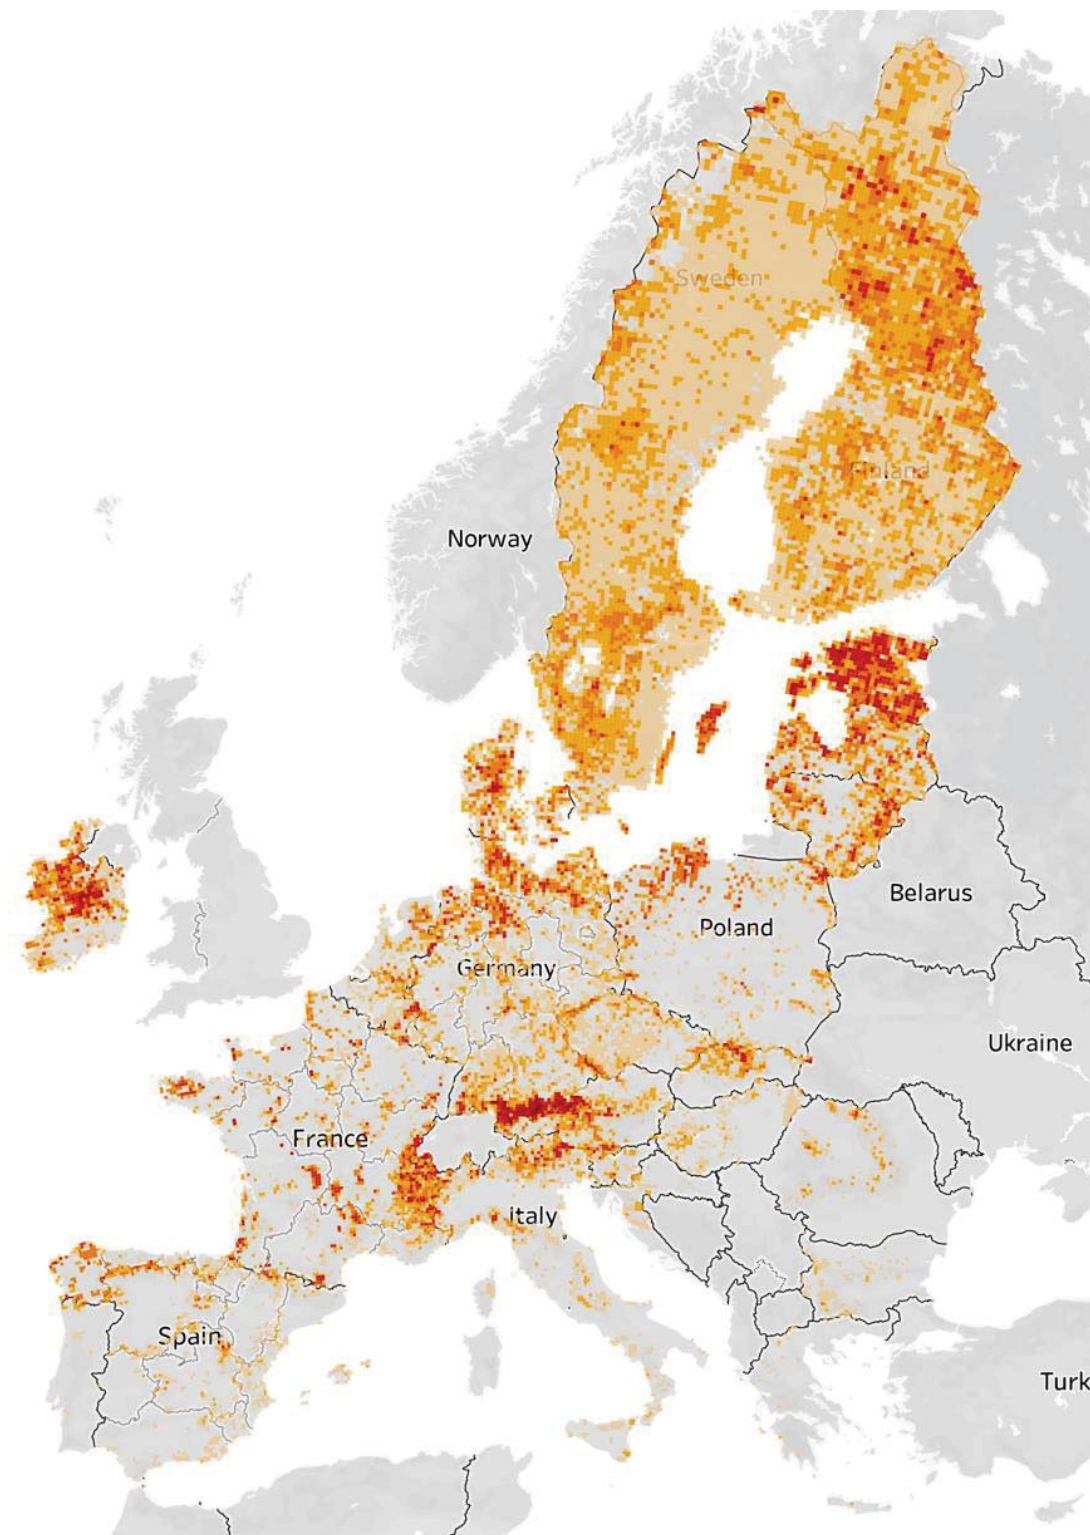 Sweden
Finland
Norway
Belarus
Poland
Germany
Ukraine
France
italy
Spain
Turk